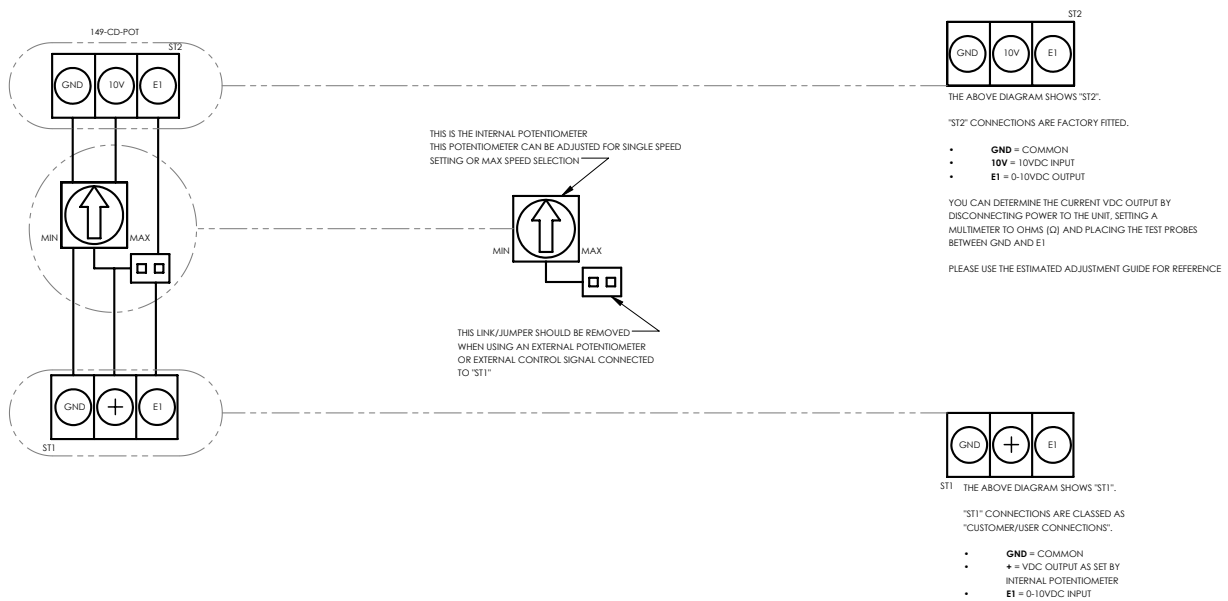 149-CD-POT
ST2
GND 10V E1
MIN MAX
GND + E1
ST1
THIS IS THE INTERNAL POTENTIOMETER
THIS POTENTIOMETER CAN BE ADJUSTED FOR SINGLE SPEED
SETTING OR MAX SPEED SELECTION
MIN MAX
THIS LINK/JUMPER SHOULD BE REMOVED
WHEN USING AN EXTERNAL POTENTIOMETER
OR EXTERNAL CONTROL SIGNAL CONNECTED
TO "ST1"
ST2
GND 10V E1
THE ABOVE DIAGRAM SHOWS "ST2".
"ST2" CONNECTIONS ARE FACTORY FITTED.
• GND = COMMON
• 10V = 10VDC INPUT
• E1 = 0-10VDC OUTPUT
YOU CAN DETERMINE THE CURRENT VDC OUTPUT BY
DISCONNECTING POWER TO THE UNIT, SETTING A
MULTIMETER TO OHMS (Ω) AND PLACING THE TEST PROBES
BETWEEN GND AND E1
PLEASE USE THE ESTIMATED ADJUSTMENT GUIDE FOR REFERENCE
GND + E1
ST1
THE ABOVE DIAGRAM SHOWS "ST1".
"ST1" CONNECTIONS ARE CLASSED AS
"CUSTOMER/USER CONNECTIONS".
• GND = COMMON
• + = VDC OUTPUT AS SET BY
INTERNAL POTENTIOMETER
• E1 = 0-10VDC INPUT